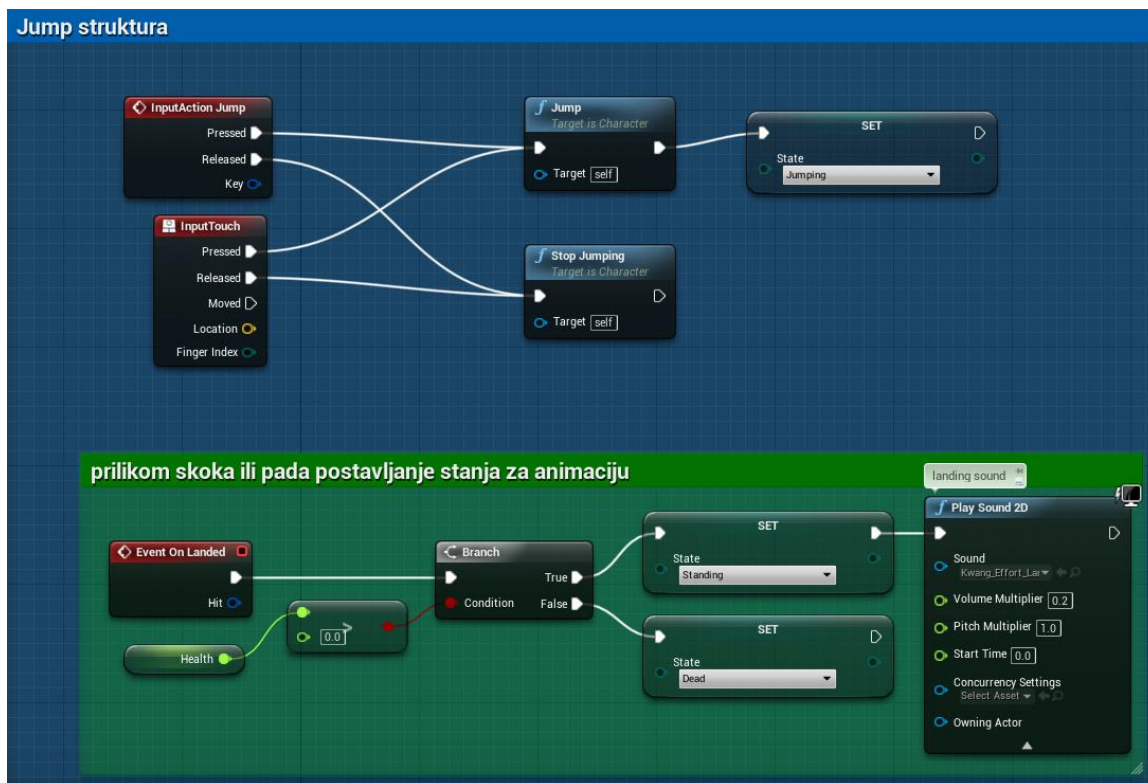 Jump struktura
InputAction Jump
Pressed
Released
Key
InputTouch
Pressed
Released
Moved
Location
Finger Index
Jump
Target is Character
Target self
SET
State
Jumping
Stop Jumping
Target is Character
Target self
prilikom skoka ili pada postavljanje stanja za animaciju
Event On Landed
Hit
Health
0.0 >
Branch
True
Condition False
SET
State
Standing
SET
State
Dead
landing sound
Play Sound 2D
Sound
Kwang_Effort_Lar
Volume Multiplier 0.2
Pitch Multiplier 1.0
Start Time 0.0
Concurrency Settings
Select Asset
Owning Actor